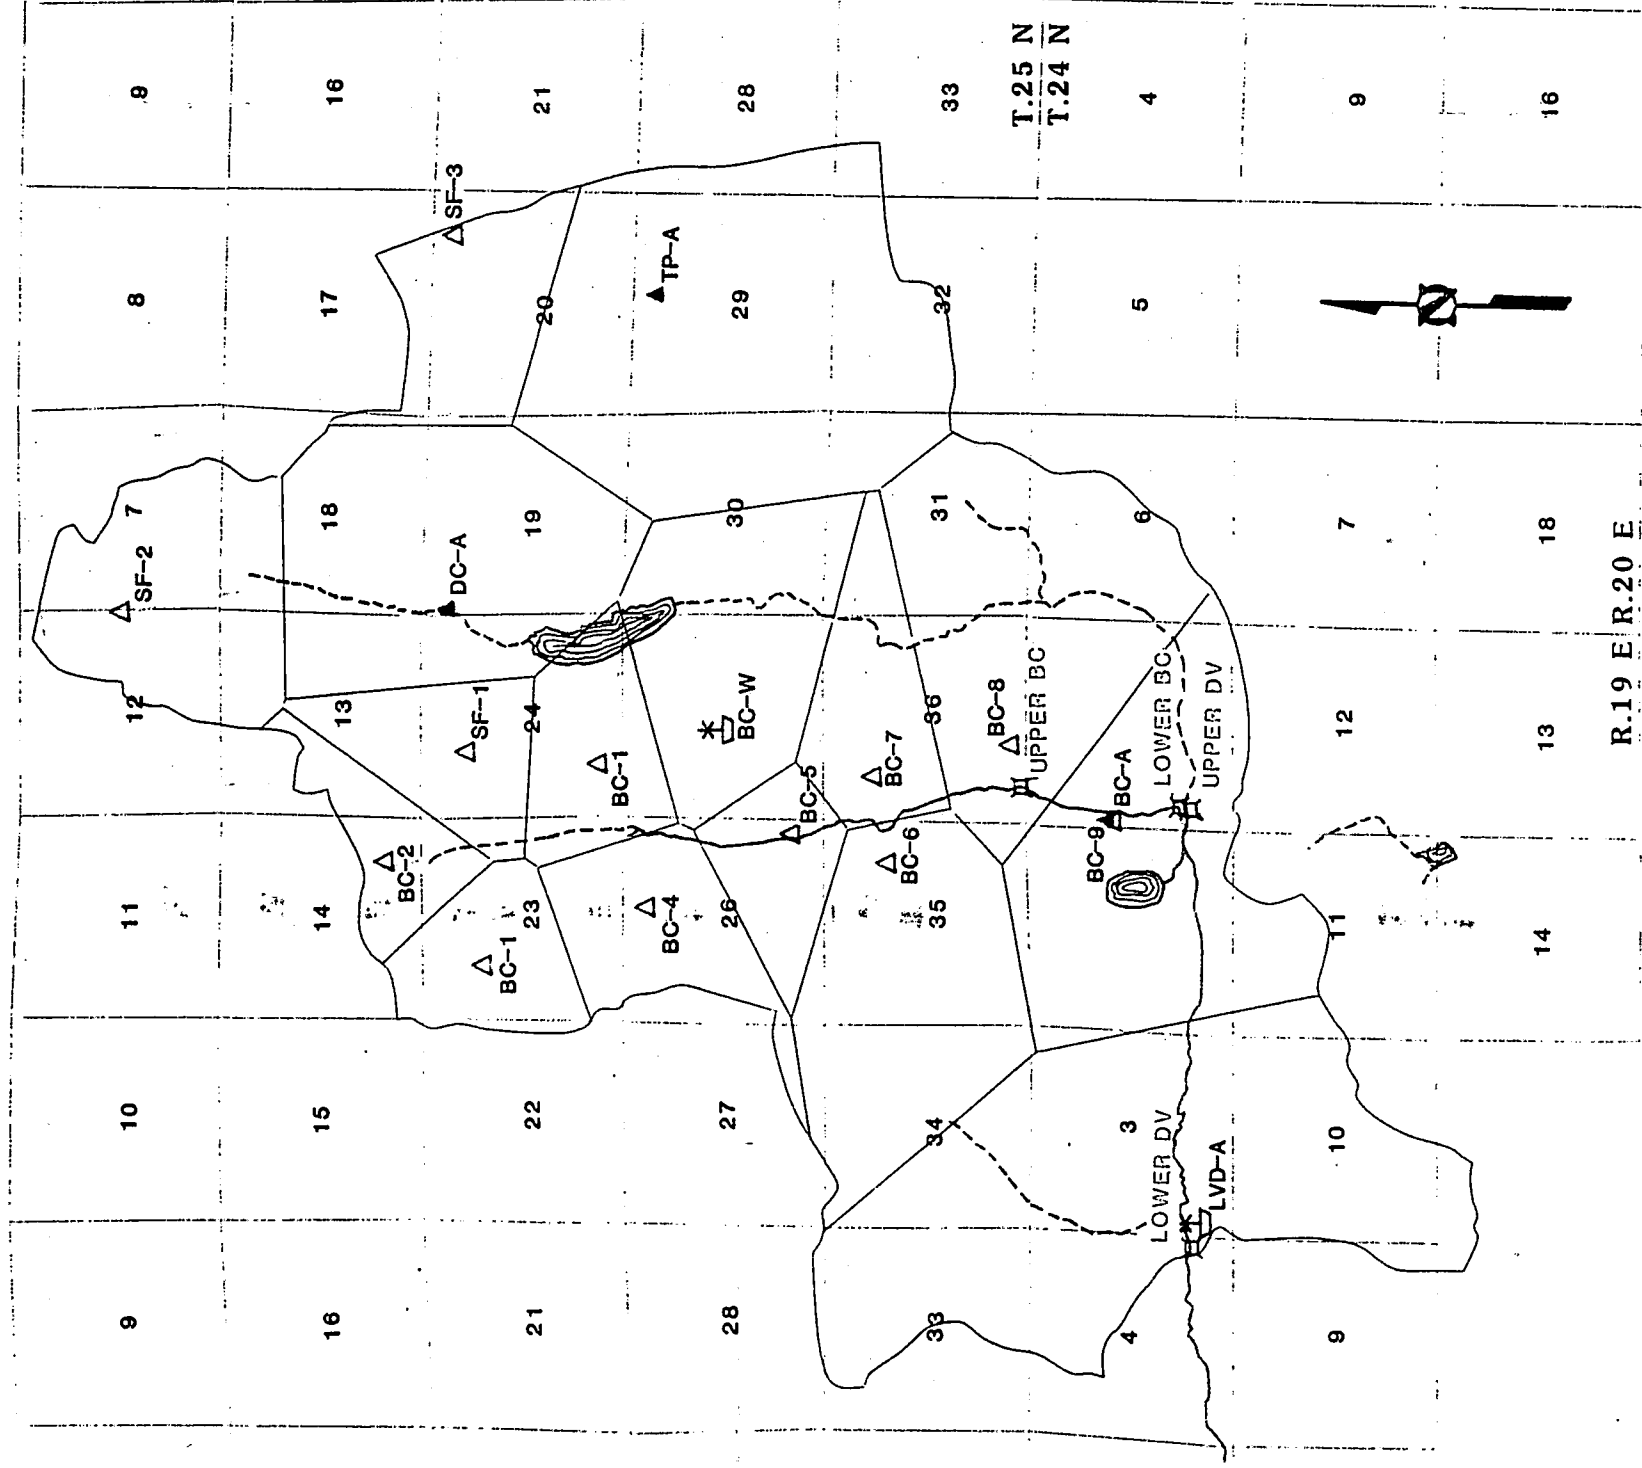 9 10 11 12 7 8 9
SF-2
16 15 14 13 18 17 16
BC-2
DC-A
SF-3
SF-1
BC-1
21 22 23 24 19 20 21
BC-1
BC-4
TP-A
28 27 26 30 29 28
BC-W
BC-5
BC-7
BC-6
33 34 35 36 31 32 33
BC-8
T.25 N
UPPER BC
T.24 N
BC-9
BC-A
4 3 6 5 4
LOWER DV
LOWER BC
UPPER DV
LVD-A
9 10 11 12 7 9
14 13 18 16
R.19 E R.20 E